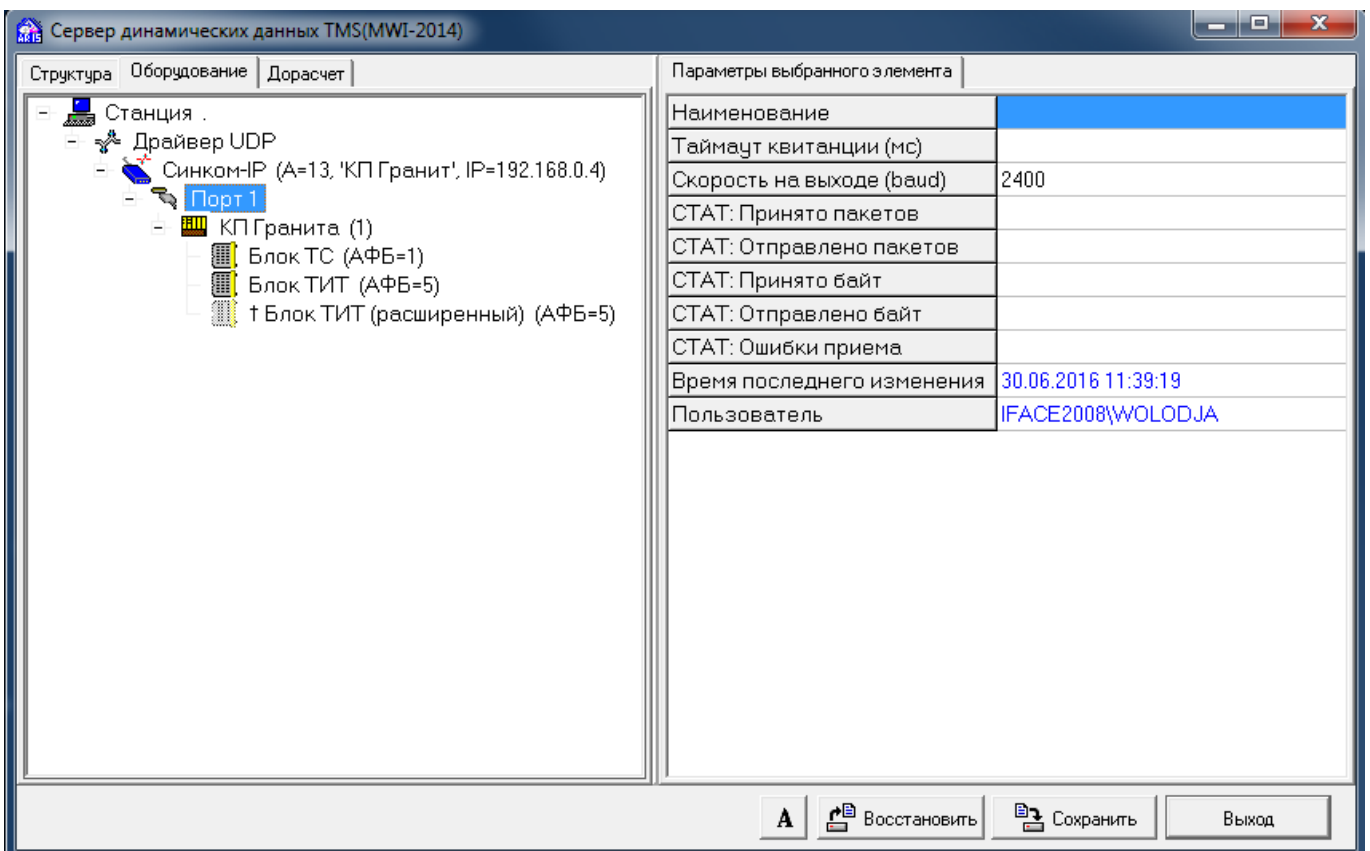 Сервер динамических данных TMS(MWI-2014)
Структура Оборудование Дорасчет
Станция .
Драйвер UDP
Синком-IP (А=13, 'КП Гранит', IP=192.168.0.4)
Порт 1
КП Гранита (1)
Блок ТС (АФБ=1)
Блок ТИТ (АФБ=5)
† Блок ТИТ (расширенный) (АФБ=5)
Параметры выбранного элемента
Наименование
Таймаут квитанции (мс)
Скорость на выходе (baud) 2400
СТАТ: Принято пакетов
СТАТ: Отправлено пакетов
СТАТ: Принято байт
СТАТ: Отправлено байт
СТАТ: Ошибки приема
Время последнего изменения 30.06.2016 11:39:19
Пользователь IFACE2008\WOLODJA
A Восстановить Сохранить Выход